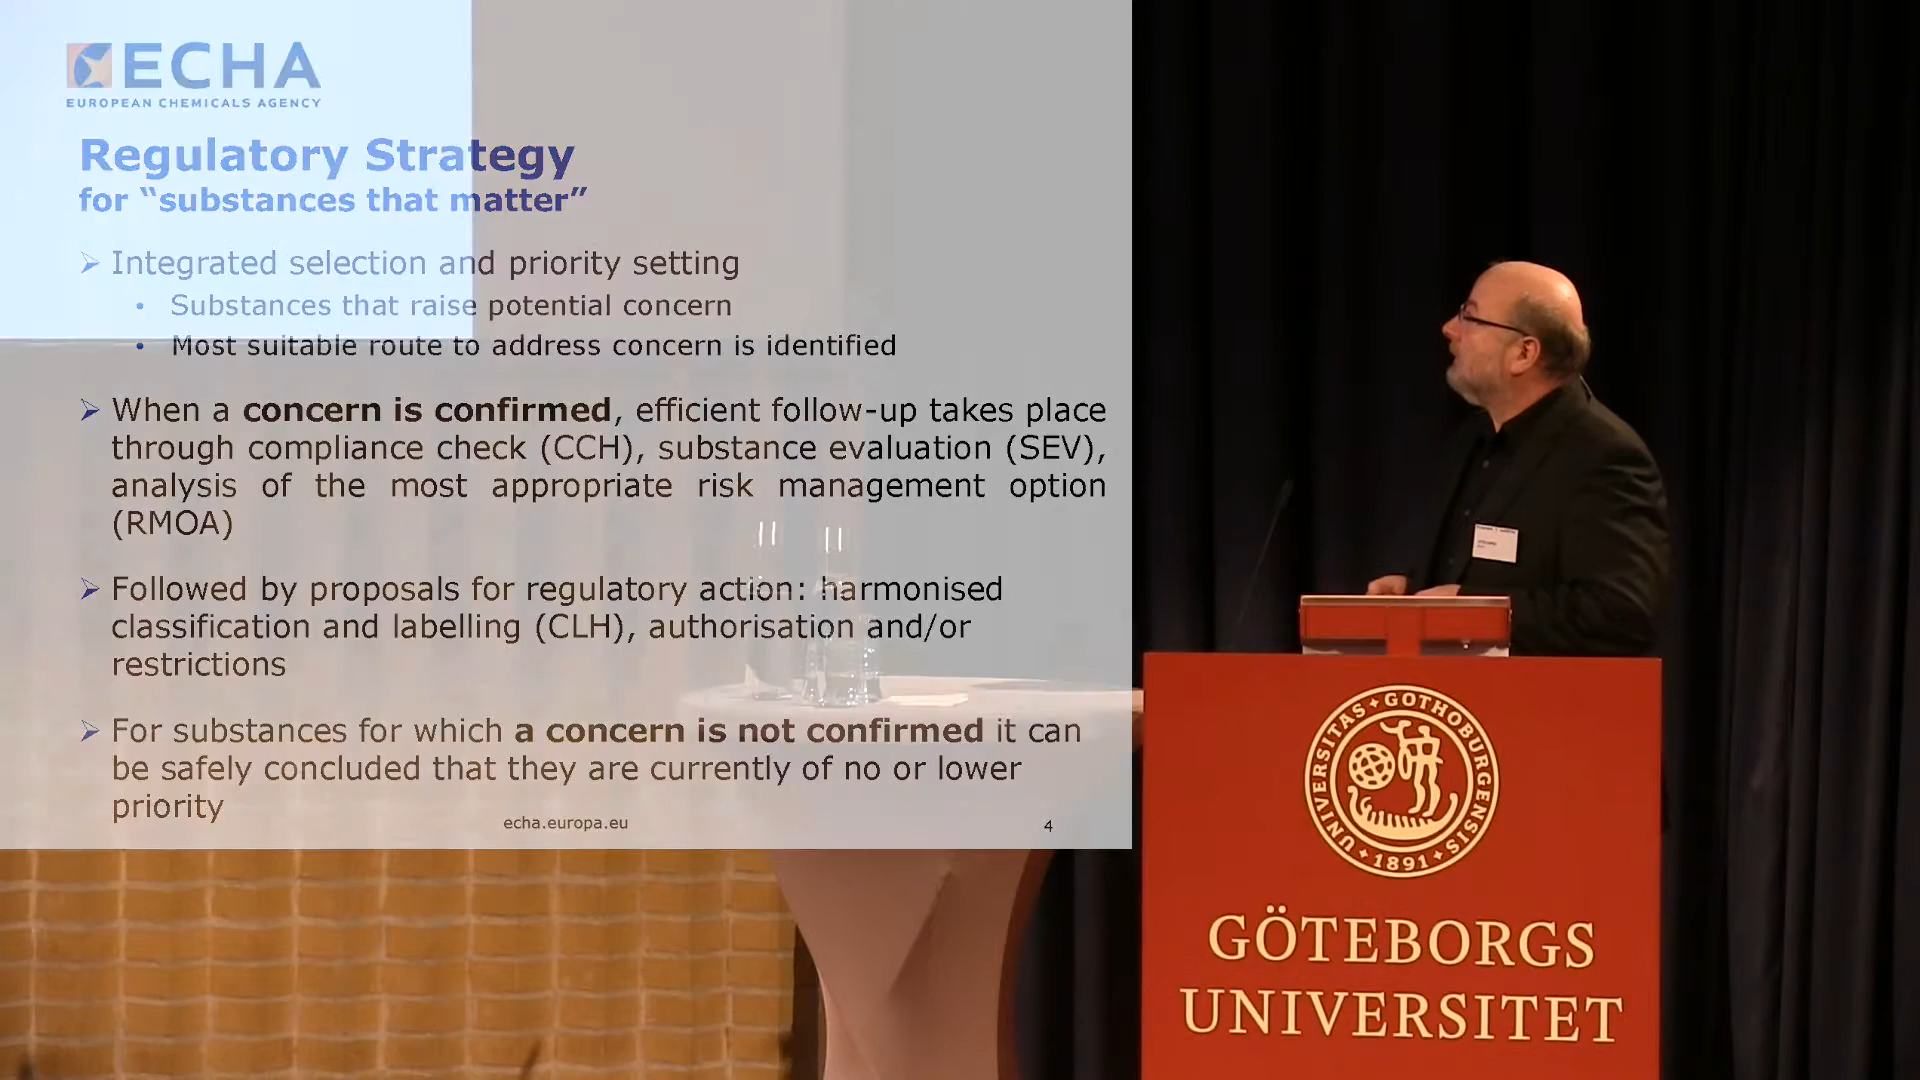 ECHA
EUROPEAN CHEMICALS AGENCY
Regulatory Strategy
for “substances that matter”
Integrated selection and priority setting
Substances that raise potential concern
Most suitable route to address concern is identified
When a concern is confirmed, efficient follow-up takes place
through compliance check (CCH), substance evaluation (SEV),
analysis of the most appropriate risk management option
(RMOA)
Followed by proposals for regulatory action: harmonised
classification and labelling (CLH), authorisation and/or
restrictions
For substances for which a concern is not confirmed it can
be safely concluded that they are currently of no or lower
priority
echa.europa.eu
4
UNIVERSITAS GOTHOBURGENSIS
1891
GÖTEBORGS
UNIVERSITET